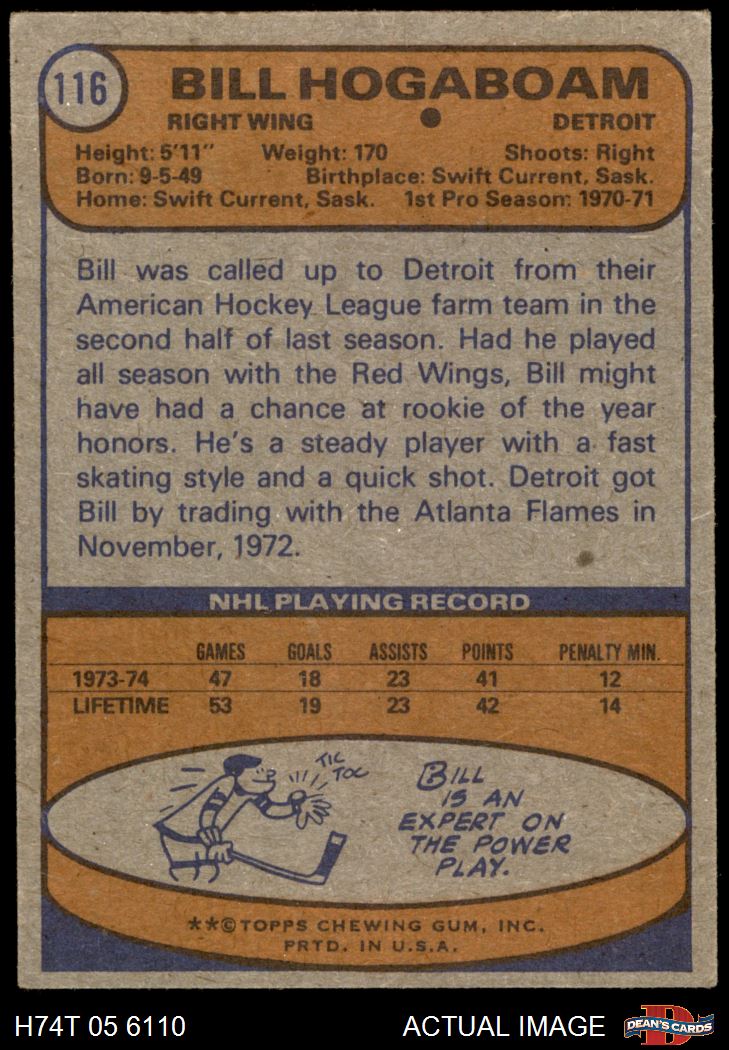 116
BILL HOGABOAM
RIGHT WING DETROIT
Height: 5'11" Weight: 170 Shoots: Right
Born: 9-5-49 Birthplace: Swift Current, Sask.
Home: Swift Current, Sask. 1st Pro Season: 1970-71
Bill was called up to Detroit from their
American Hockey League farm team in the
second half of last season. Had he played
all season with the Red Wings, Bill might
have had a chance at rookie of the year
honors. He's a steady player with a fast
skating style and a quick shot. Detroit got
Bill by trading with the Atlanta Flames in
November, 1972.
NHL PLAYING RECORD
GAMES GOALS ASSISTS POINTS PENALTY MIN.
1973-74 47 18 23 41 12
LIFETIME 53 19 23 42 14
TIC
TOC
BILL
IS AN
EXPERT ON
THE POWER
PLAY.
**©TOPPS CHEWING GUM, INC.
PRTD. IN U.S.A.
H74T 05 6110 ACTUAL IMAGE
D
DEAN'S CARDS